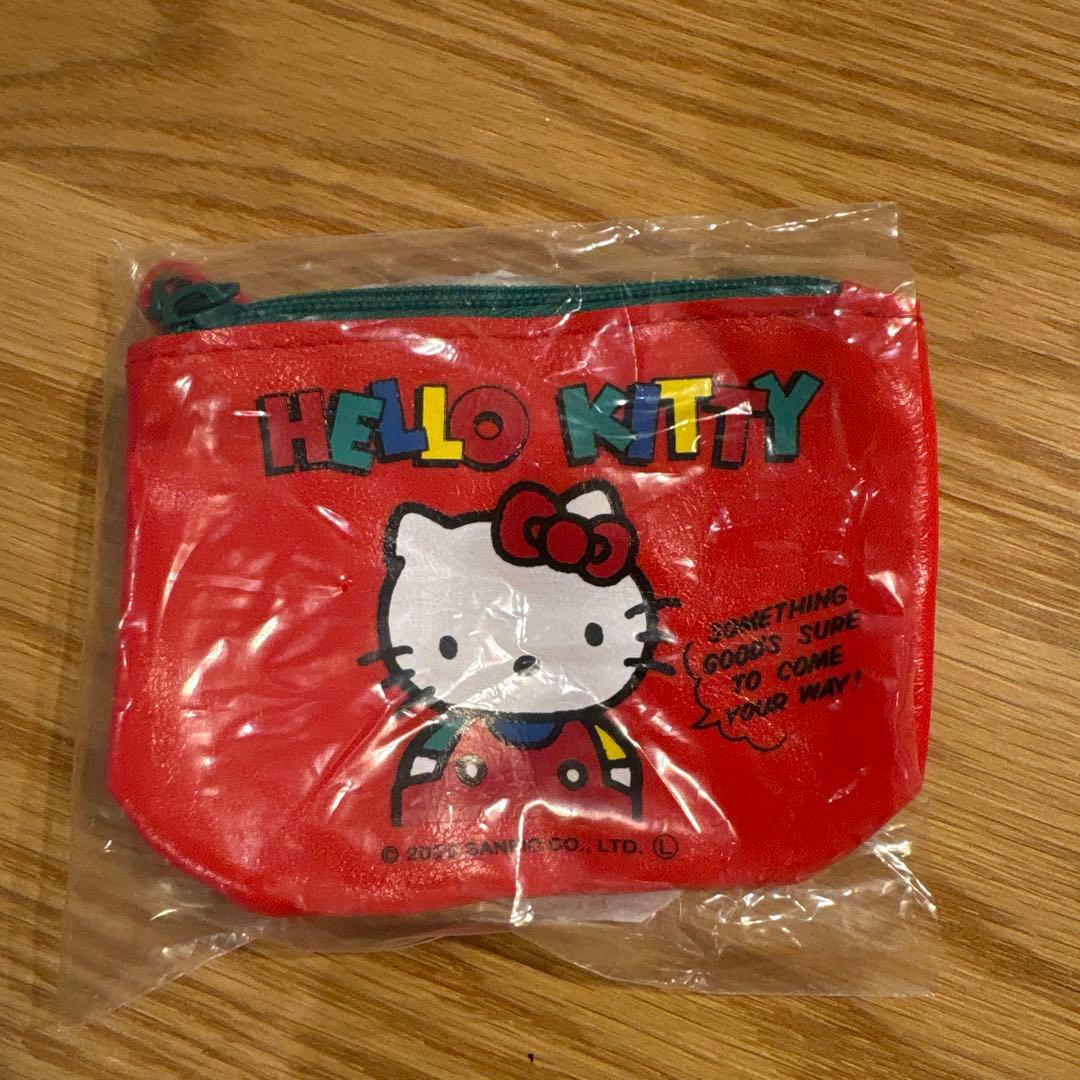 HELLO KITTY
SOMETHING
GOOD'S SURE
TO COME
YOUR WAY!
© SANRIO CO., LTD. Ⓛ